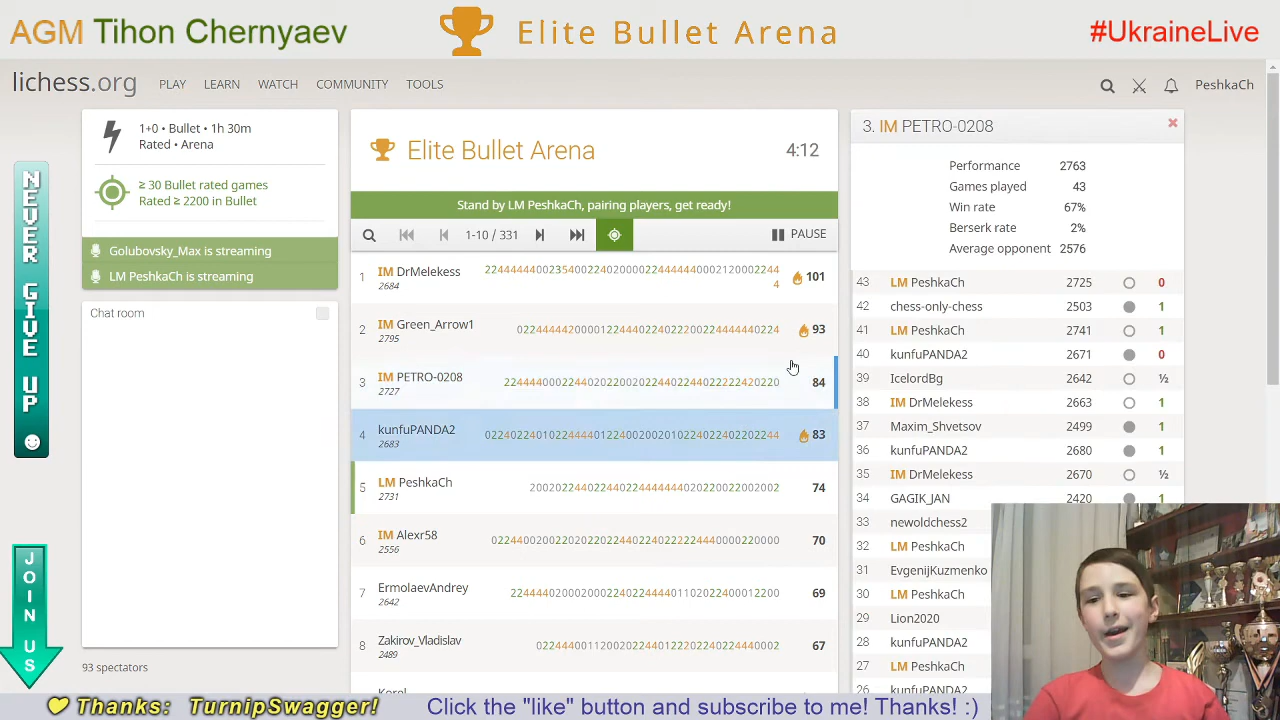 AGM Tihon Chernyaev
Elite Bullet Arena
#UkraineLive
lichess.org
PLAY
LEARN
WATCH
COMMUNITY
TOOLS
PeshkaCh
NEVER GIVE UP
JOIN US
1+0 • Bullet • 1h 30m
Rated • Arena
≥ 30 Bullet rated games
Rated ≥ 2200 in Bullet
Golubovsky_Max is streaming
LM PeshkaCh is streaming
Chat room
93 spectators
Elite Bullet Arena
4:12
Stand by LM PeshkaCh, pairing players, get ready!
1-10 / 331
PAUSE
1 IM DrMelekess 101
2684
2 IM Green_Arrow1 93
2795
3 IM PETRO-0208 84
2727
4 kunfuPANDA2 83
2683
5 LM PeshkaCh 74
2731
6 IM Alexr58 70
2556
7 ErmolaevAndrey 69
2642
8 Zakirov_Vladislav 67
2489
3. IM PETRO-0208
Performance 2763
Games played 43
Win rate 67%
Berserk rate 2%
Average opponent 2576
43 LM PeshkaCh 2725 0
42 chess-only-chess 2503 1
41 LM PeshkaCh 2741 1
40 kunfuPANDA2 2671 0
39 IcelordBg 2642 ½
38 IM DrMelekess 2663 1
37 Maxim_Shvetsov 2499 1
36 kunfuPANDA2 2680 1
35 IM DrMelekess 2670 ½
34 GAGIK_JAN 2420 1
33 newoldchess2
32 LM PeshkaCh
31 EvgenijKuzmenko
30 LM PeshkaCh
29 Lion2020
28 kunfuPANDA2
27 LM PeshkaCh
26 kunfuPANDA2
Thanks: TurnipSwagger!
Click the "like" button and subscribe to me! Thanks! :)